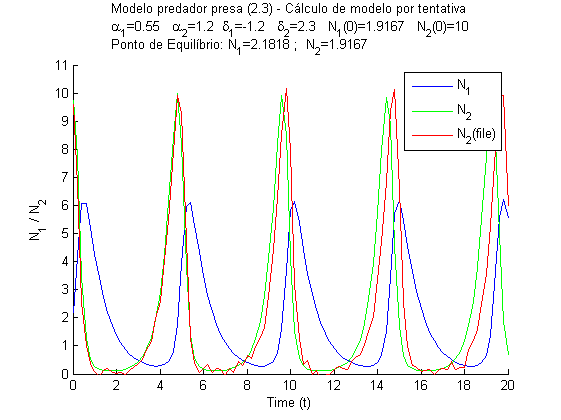 Modelo predador presa (2.3) - Cálculo de modelo por tentativa
α₁=0.55 α₂=1.2 δ₁=-1.2 δ₂=2.3 N₁(0)=1.9167 N₂(0)=10
Ponto de Equilíbrio: N₁=2.1818 ; N₂=1.9167
11
10
9
8
7
6
5
4
3
2
1
0
N₁ / N₂
N₁
N₂
N₂(file)
0 2 4 6 8 10 12 14 16 18 20
Time (t)